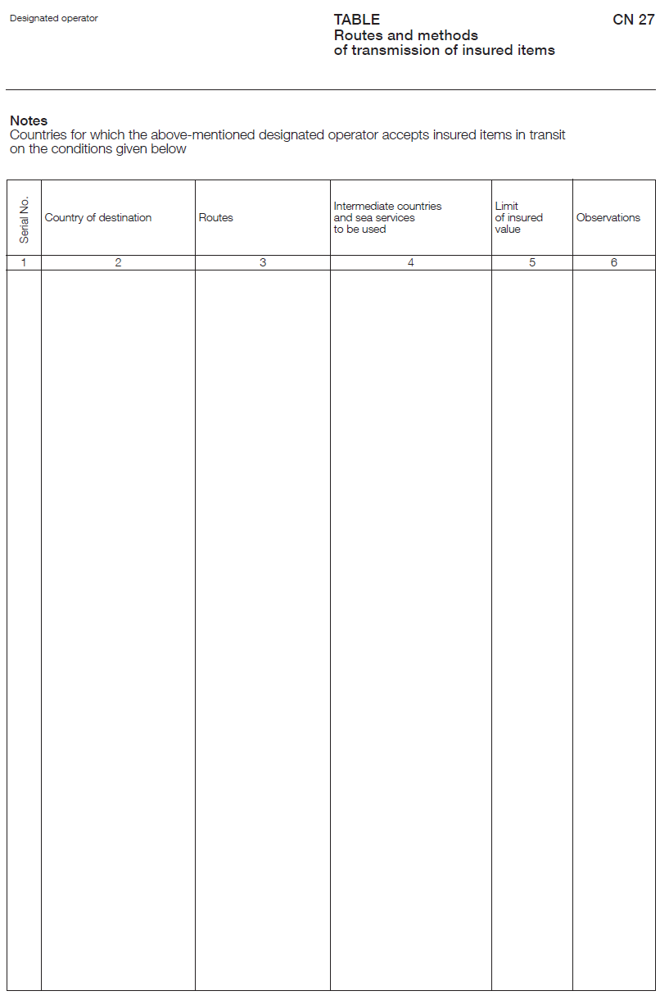 Designated operator
TABLE
CN 27
Routes and methods
of transmission of insured items
Notes
Countries for which the above-mentioned designated operator accepts insured items in transit
on the conditions given below
Serial No.
Country of destination
Routes
Intermediate countries
and sea services
to be used
Limit
of insured
value
Observations
1 2 3 4 5 6